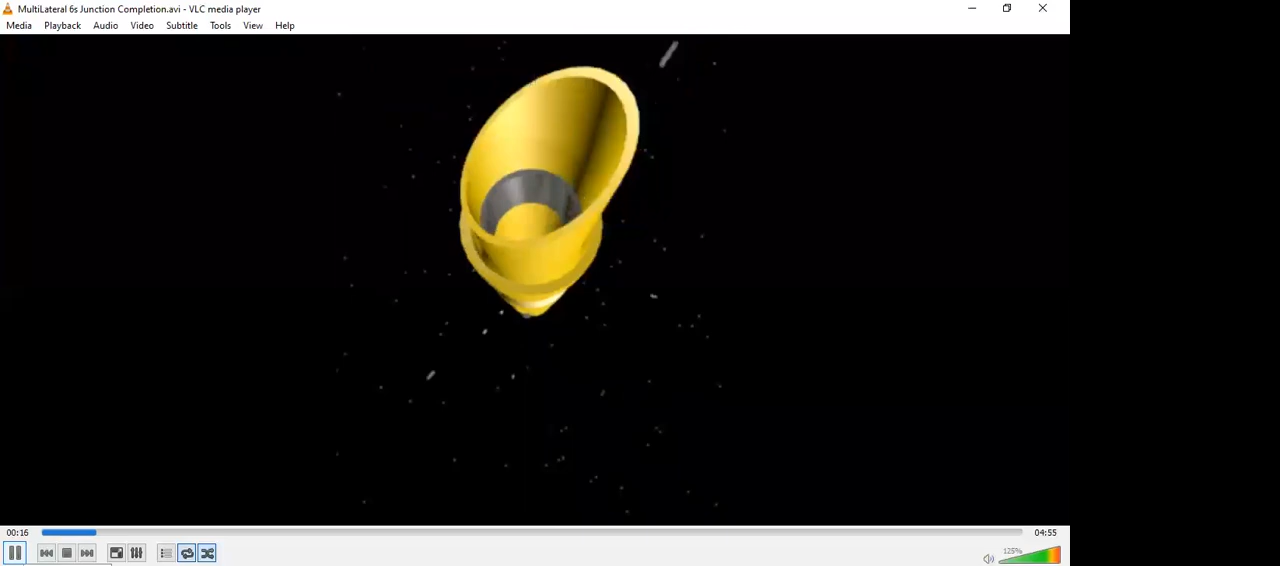 MultiLateral 6s Junction Completion.avi - VLC media player
Media Playback Audio Video Subtitle Tools View Help
00:16 04:55
125%